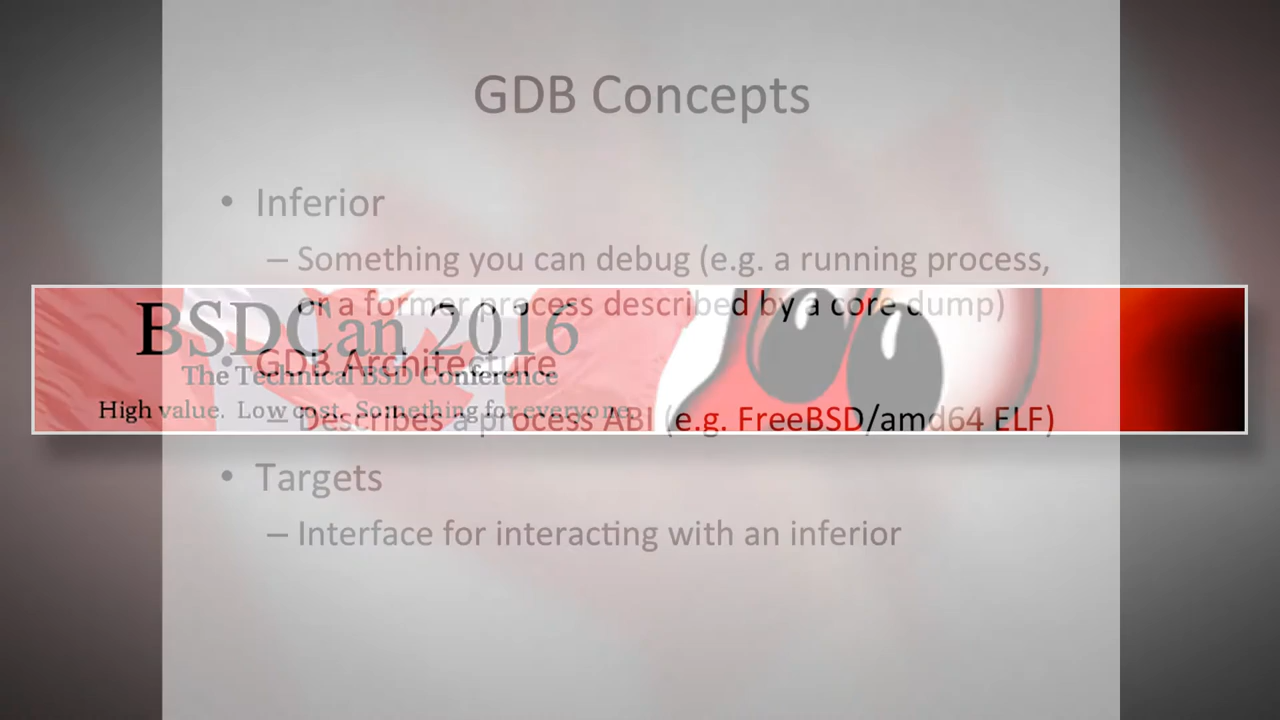 GDB Concepts
• Inferior
– Something you can debug (e.g. a running process,
or a former process described by a core dump)
• GDB Architecture
– Describes a process ABI (e.g. FreeBSD/amd64 ELF)
• Targets
– Interface for interacting with an inferior
BSDCan 2016
The Technical BSD Conference
High value. Low cost. Something for everyone.